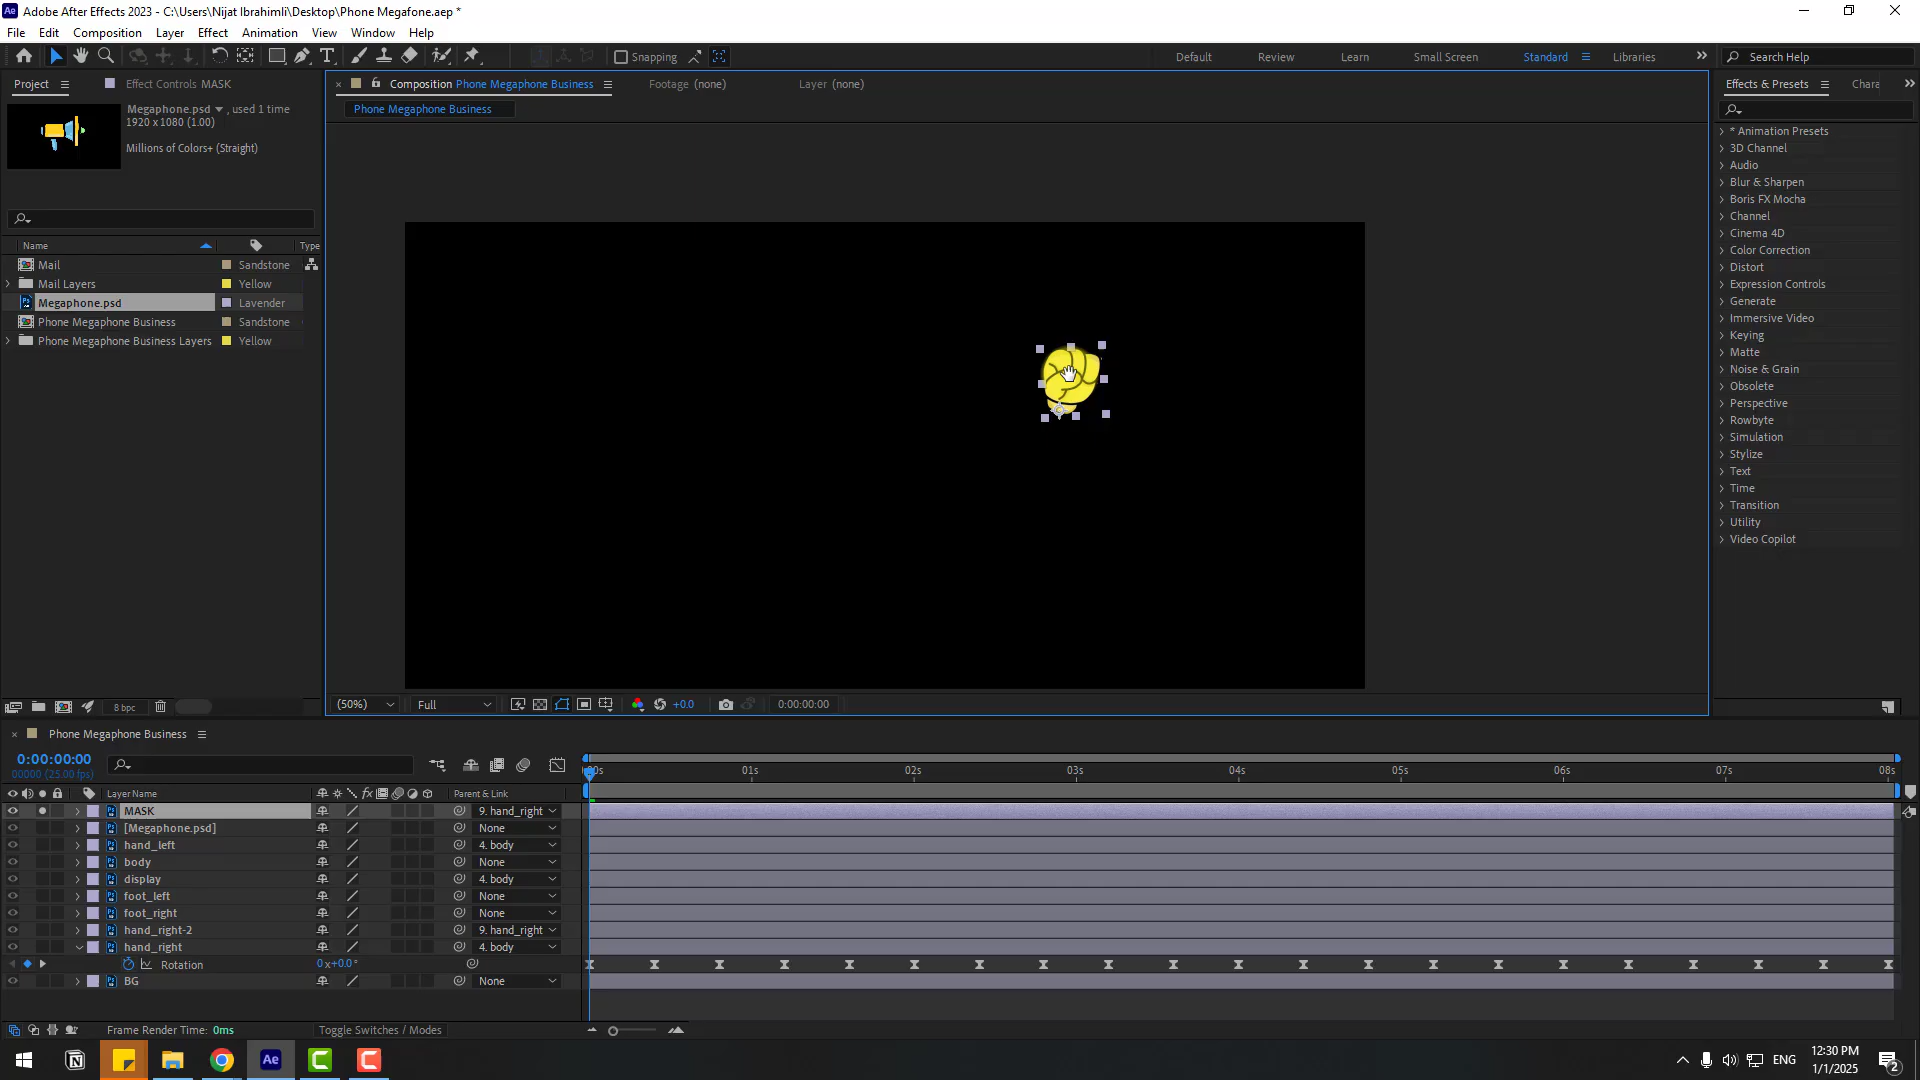 Adobe After Effects 2023 - C:\Users\Nijat Ibrahimli\Desktop\Phone Megafone.aep *
File Edit Composition Layer Effect Animation View Window Help
Snapping
Default Review Learn Small Screen Standard Libraries
Search Help
Project Effect Controls MASK
Composition Phone Megaphone Business
Footage (none)
Layer (none)
Effects & Presets
Chara
Megaphone.psd , used 1 time
1920 x 1080 (1.00)
Millions of Colors+ (Straight)
Phone Megaphone Business
Name Type
Mail Sandstone
Mail Layers Yellow
Megaphone.psd Lavender
Phone Megaphone Business Sandstone
Phone Megaphone Business Layers Yellow
* Animation Presets
3D Channel
Audio
Blur & Sharpen
Boris FX Mocha
Channel
Cinema 4D
Color Correction
Distort
Expression Controls
Generate
Immersive Video
Keying
Matte
Noise & Grain
Obsolete
Perspective
Rowbyte
Simulation
Stylize
Text
Time
Transition
Utility
Video Copilot
8 bpc
(50%) Full +0.0 0:00:00:00
Phone Megaphone Business
0:00:00:00
00000 (25.00 fps)
01s 02s 03s 04s 05s 06s 07s 08s
Layer Name Parent & Link
MASK 9. hand_right
[Megaphone.psd] None
hand_left 4. body
body None
display 4. body
foot_left None
foot_right None
hand_right-2 9. hand_right
hand_right 4. body
Rotation 0x+0.0°
BG None
Frame Render Time: 0ms Toggle Switches / Modes
ENG
12:30 PM
1/1/2025
2